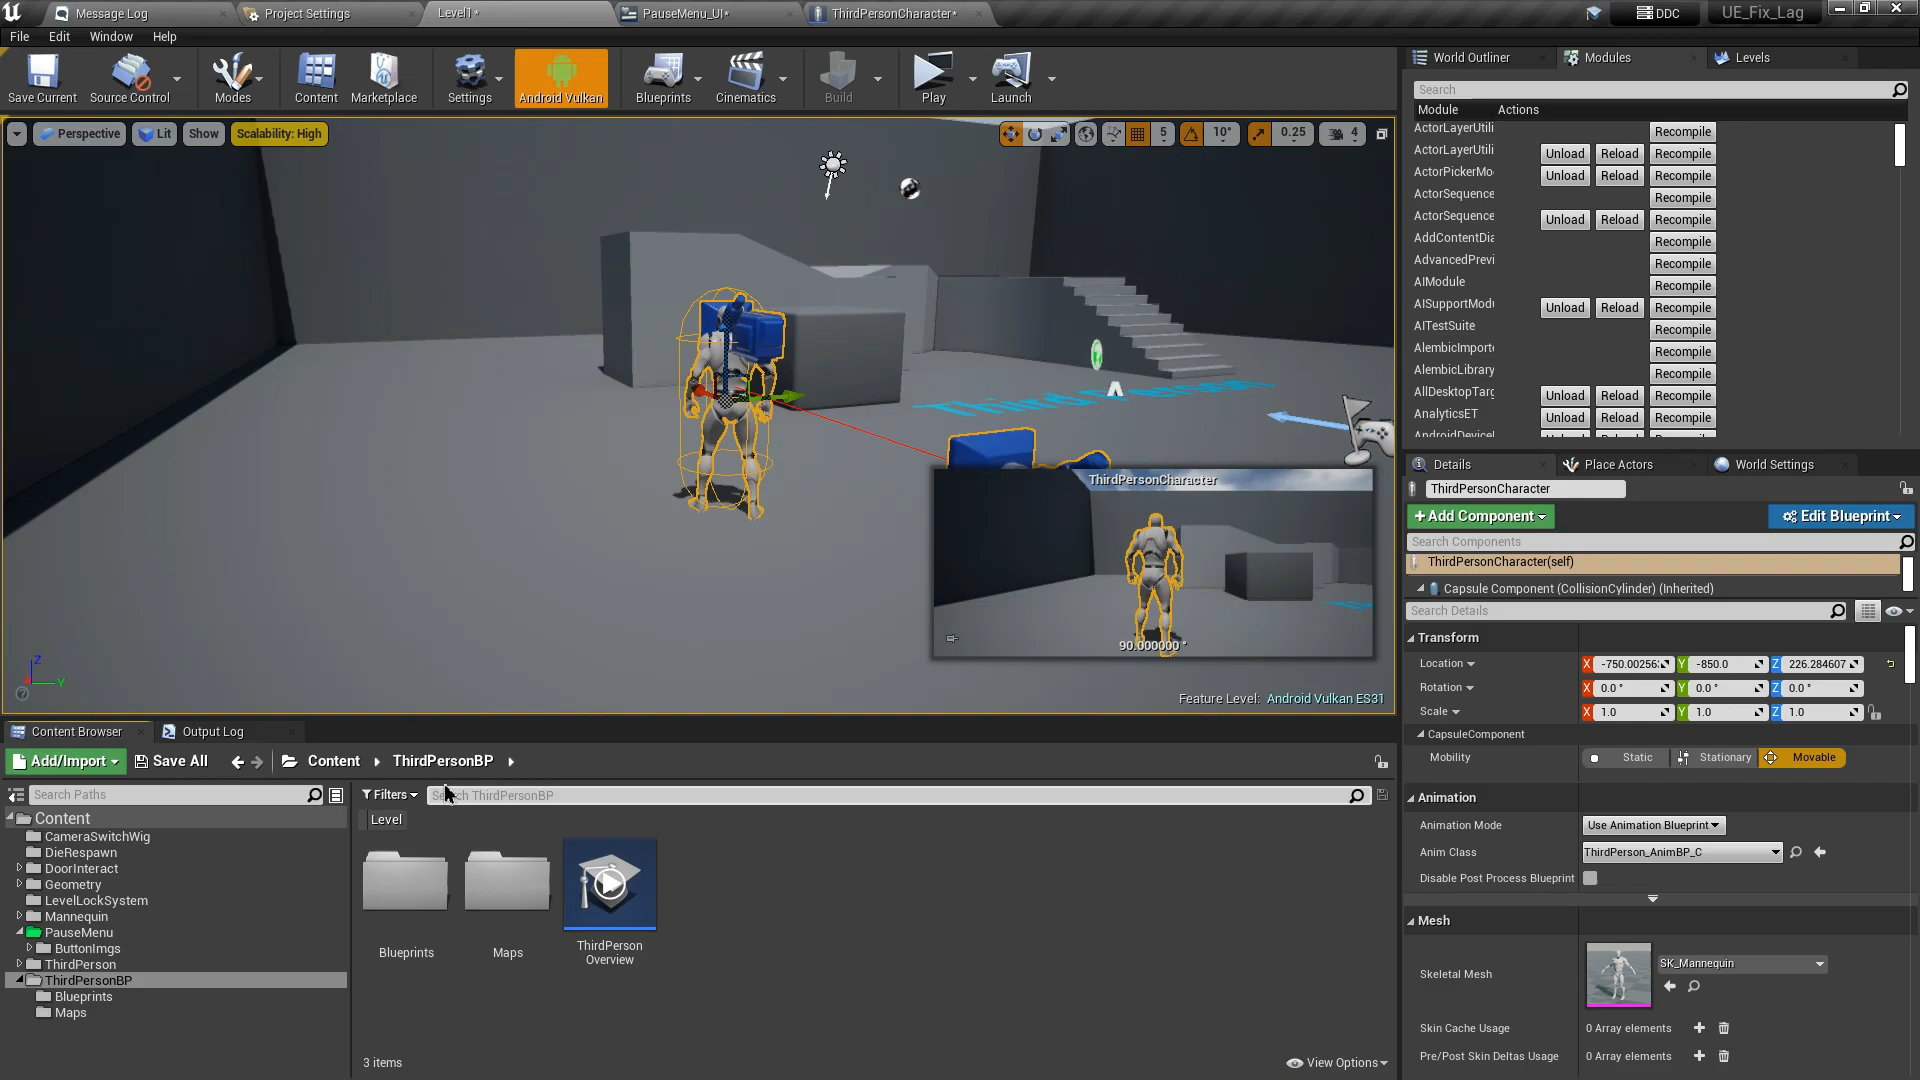 Message Log
Project Settings
Level1*
PauseMenu_UI*
ThirdPersonCharacter*
DDC
UE_Fix_Lag
File
Edit
Window
Help
Save Current
Source Control
Modes
Content
Marketplace
Settings
Android Vulkan
Blueprints
Cinematics
Build
Play
Launch
World Outliner
Modules
Levels
Perspective
Lit
Show
Scalability: High
5
10°
0.25
4
Search
Module
Actions
ActorLayerUtili
Recompile
ActorLayerUtili
Unload
Reload
Recompile
ActorPickerMo
Unload
Reload
Recompile
ActorSequence
Recompile
ActorSequence
Unload
Reload
Recompile
AddContentDia
Recompile
AdvancedPrevi
Recompile
AIModule
Recompile
AISupportModu
Unload
Reload
Recompile
AITestSuite
Recompile
AlembicImport
Recompile
AlembicLibrary
Recompile
AllDesktopTarg
Unload
Reload
Recompile
AnalyticsET
Unload
Reload
Recompile
Third Person
ThirdPersonCharacter
90.000000 °
Feature Level: Android Vulkan ES31
Details
Place Actors
World Settings
ThirdPersonCharacter
+ Add Component
Edit Blueprint
Search Components
ThirdPersonCharacter(self)
Capsule Component (CollisionCylinder) (Inherited)
Search Details
Transform
Location
X -750.00256
Y -850.0
Z 226.284607
Rotation
X 0.0 °
Y 0.0 °
Z 0.0 °
Scale
X 1.0
Y 1.0
Z 1.0
CapsuleComponent
Mobility
Static
Stationary
Movable
Animation
Animation Mode
Use Animation Blueprint
Anim Class
ThirdPerson_AnimBP_C
Disable Post Process Blueprint
Mesh
Skeletal Mesh
SK_Mannequin
Skin Cache Usage
0 Array elements
Pre/Post Skin Deltas Usage
0 Array elements
Content Browser
Output Log
Add/Import
Save All
Content
ThirdPersonBP
Search Paths
Filters
Search ThirdPersonBP
Level
Content
CameraSwitchWig
DieRespawn
DoorInteract
Geometry
LevelLockSystem
Mannequin
PauseMenu
ButtonImgs
ThirdPerson
ThirdPersonBP
Blueprints
Maps
Blueprints
Maps
ThirdPerson
Overview
3 items
View Options
Z
Y